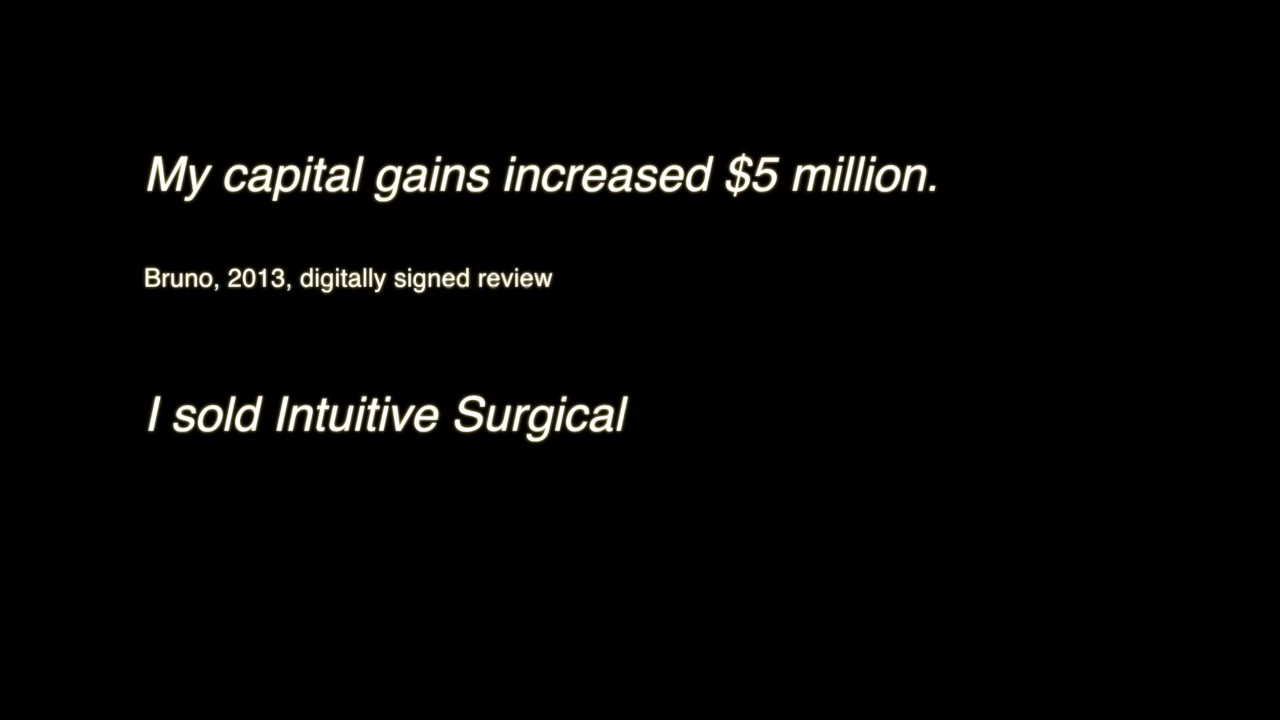 My capital gains increased $5 million.
Bruno, 2013, digitally signed review
I sold Intuitive Surgical